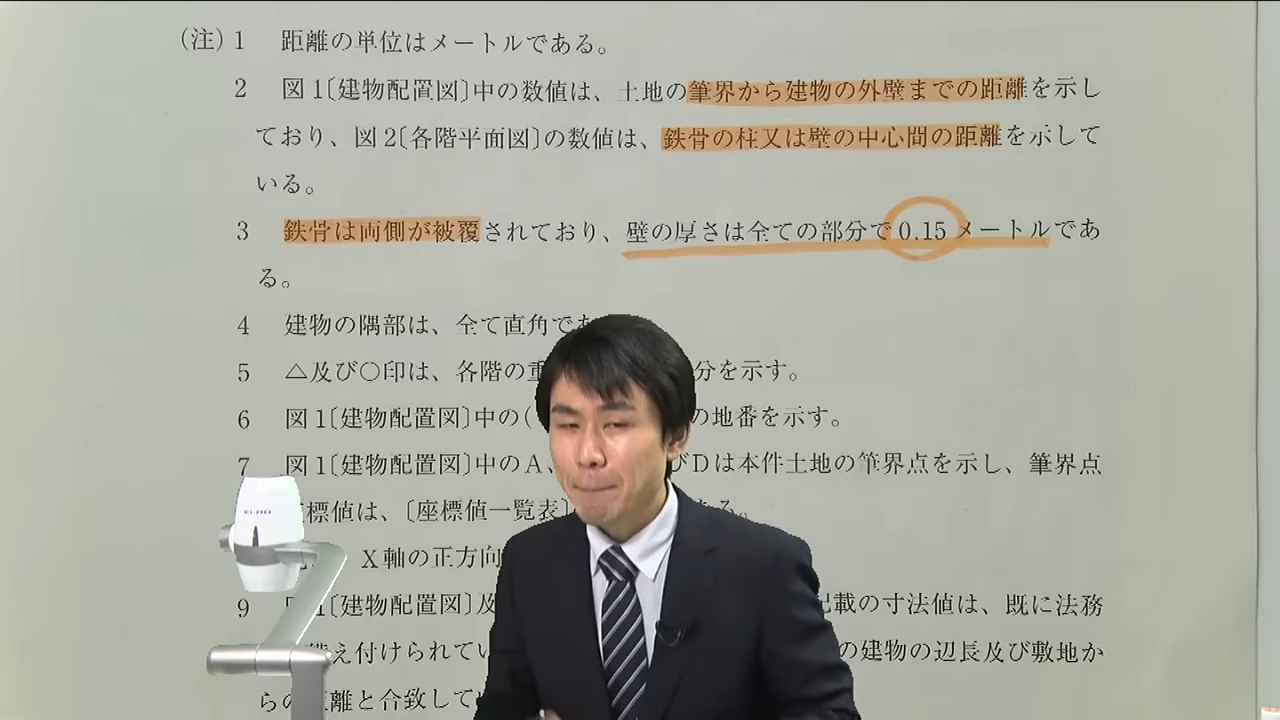 (注) 1 距離の単位はメートルである。
2 図1〔建物配置図〕中の数値は、土地の筆界から建物の外壁までの距離を示し
ており、図2〔各階平面図〕の数値は、鉄骨の柱又は壁の中心間の距離を示して
いる。
3 鉄骨は両側が被覆されており、壁の厚さは全ての部分で0.15メートルであ
る。
4 建物の隅部は、全て直角であ
5 △及び○印は、各階の重 分を示す。
6 図1〔建物配置図〕中の( の地番を示す。
7 図1〔建物配置図〕中のA、 びDは本件土地の筆界点を示し、筆界点
標値は、〔座標値一覧表〕 る。
X軸の正方向
9 図1〔建物配置図〕及 記載の寸法値は、既に法務
え付けられてい の建物の辺長及び敷地か
らの距離と合致して
ELMO